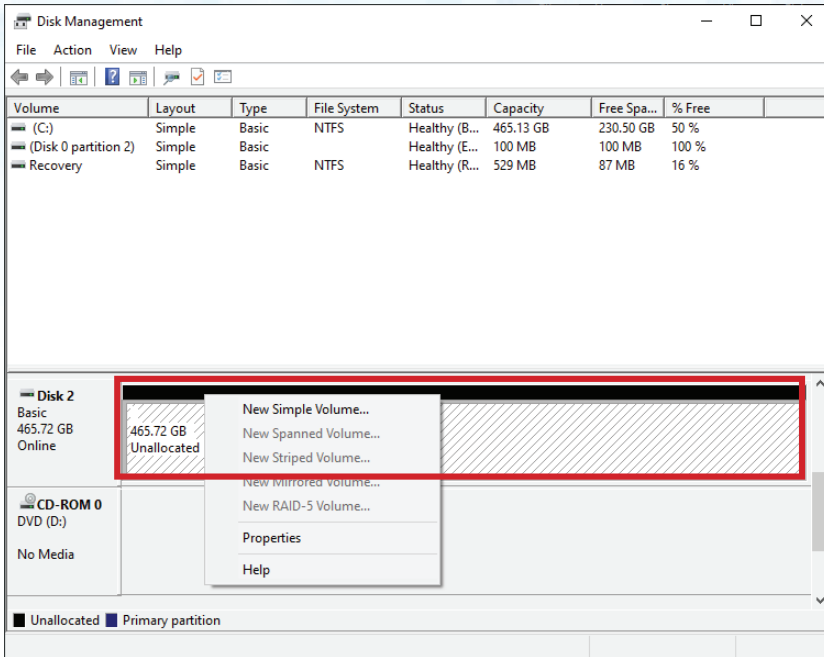 Disk Management
File Action View Help
Volume Layout Type File System Status Capacity Free Spa... % Free
(C:) Simple Basic NTFS Healthy (B... 465.13 GB 230.50 GB 50 %
(Disk 0 partition 2) Simple Basic Healthy (E... 100 MB 100 MB 100 %
Recovery Simple Basic NTFS Healthy (R... 529 MB 87 MB 16 %
Disk 2
Basic
465.72 GB
Online
465.72 GB
Unallocated
New Simple Volume...
New Spanned Volume...
New Striped Volume...
New Mirrored Volume...
New RAID-5 Volume...
Properties
Help
CD-ROM 0
DVD (D:)
No Media
Unallocated Primary partition